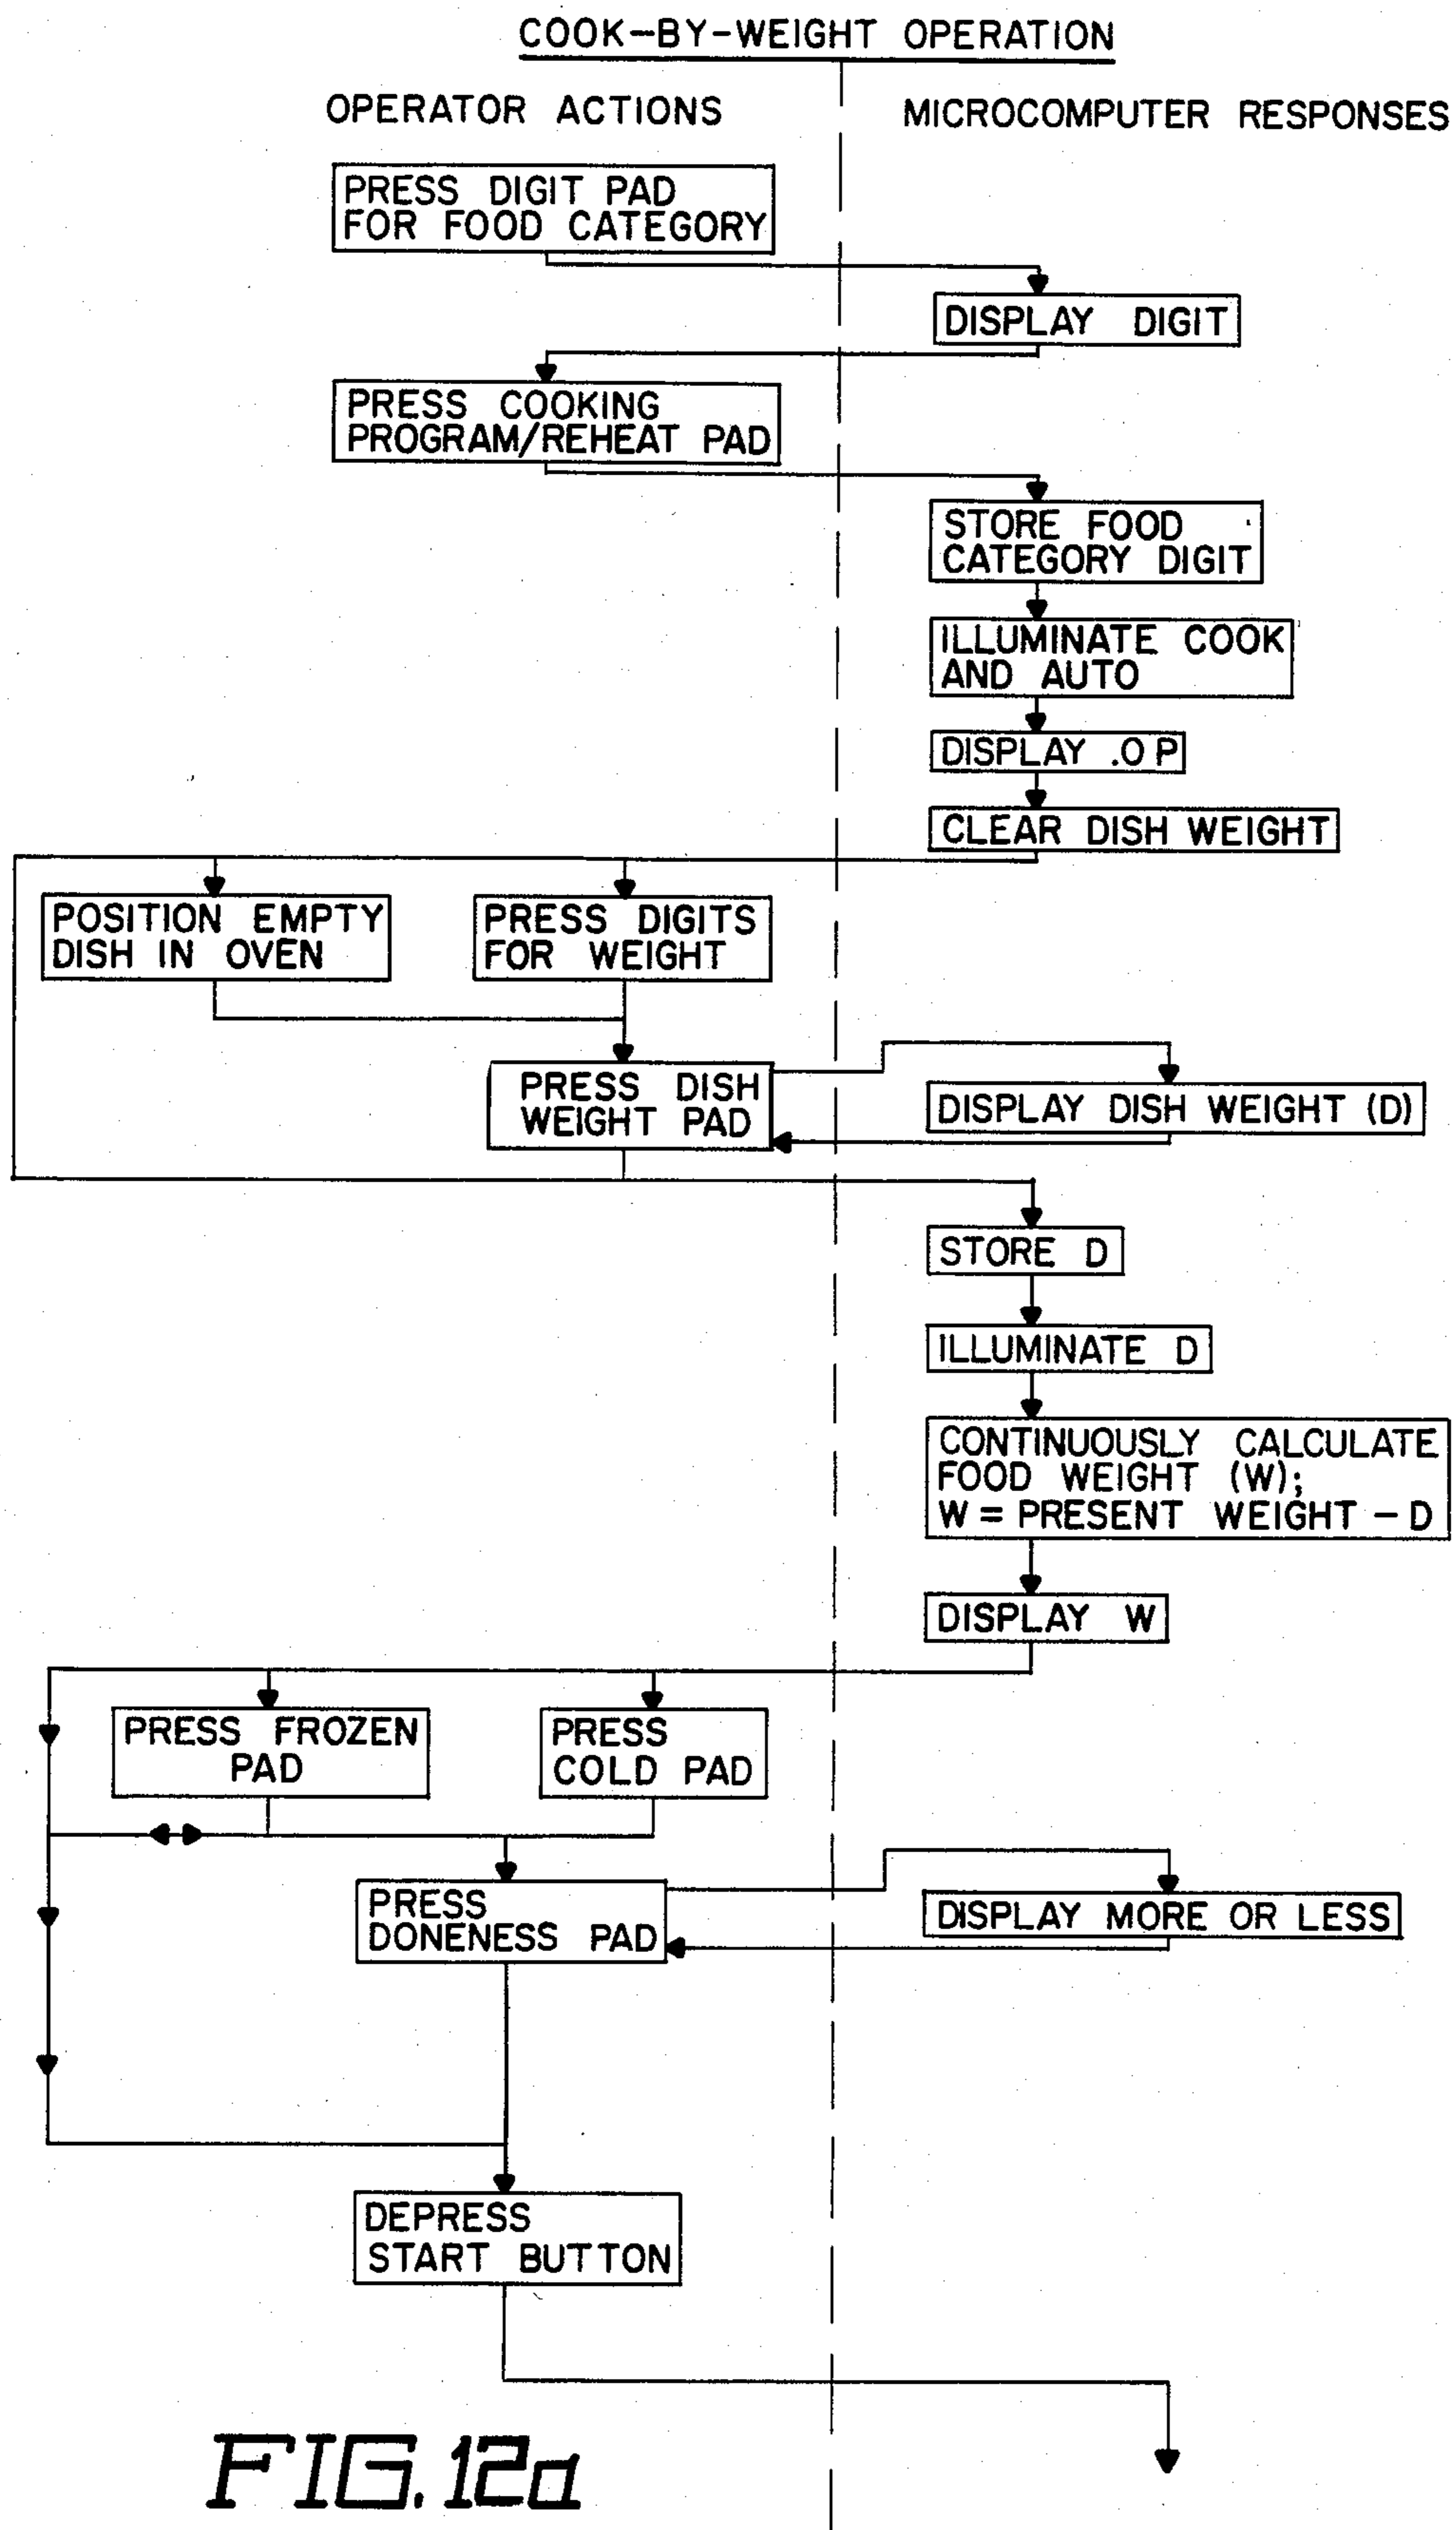 COOK-BY-WEIGHT OPERATION
OPERATOR ACTIONS
MICROCOMPUTER RESPONSES
PRESS DIGIT PAD
FOR FOOD CATEGORY
DISPLAY DIGIT
PRESS COOKING
PROGRAM/REHEAT PAD
STORE FOOD
CATEGORY DIGIT
ILLUMINATE COOK
AND AUTO
DISPLAY .0 P
CLEAR DISH WEIGHT
POSITION EMPTY
DISH IN OVEN
PRESS DIGITS
FOR WEIGHT
PRESS DISH
WEIGHT PAD
DISPLAY DISH WEIGHT (D)
STORE D
ILLUMINATE D
CONTINUOUSLY CALCULATE
FOOD WEIGHT (W);
W = PRESENT WEIGHT - D
DISPLAY W
PRESS FROZEN
PAD
PRESS
COLD PAD
PRESS
DONENESS PAD
DISPLAY MORE OR LESS
DEPRESS
START BUTTON
FIG. 12a